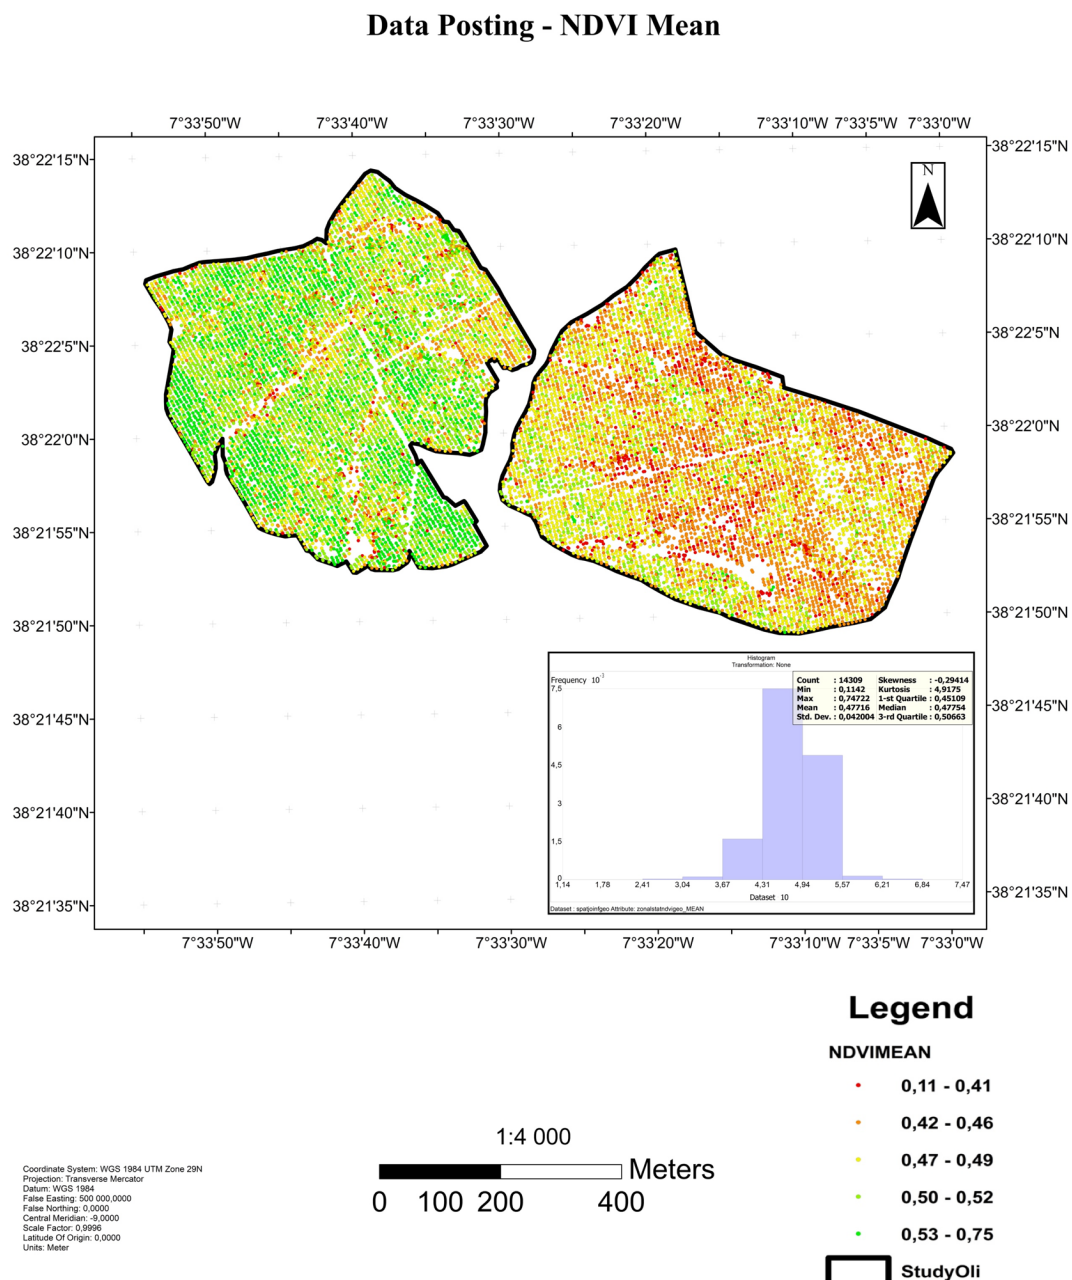 Data Posting - NDVI Mean
7°33'50"W 7°33'40"W 7°33'30"W 7°33'20"W 7°33'10"W 7°33'5"W 7°33'0"W
38°22'15"N 38°22'15"N
N
38°22'10"N 38°22'10"N
38°22'5"N 38°22'5"N
38°22'0"N 38°22'0"N
38°21'55"N 38°21'55"N
38°21'50"N 38°21'50"N
38°21'45"N 38°21'45"N
38°21'40"N 38°21'40"N
38°21'35"N 38°21'35"N
Histogram
Transformation: None
Frequency 10⁻³
Count : 14309 Skewness : -0,29414
Min : 0,1142 Kurtosis : 4,9175
Max : 0,74722 1-st Quartile : 0,45109
Mean : 0,47716 Median : 0,47754
Std. Dev. : 0,042004 3-rd Quartile : 0,50663
7,5
6
4,5
3
1,5
0
1,14 1,78 2,41 3,04 3,67 4,31 4,94 5,57 6,21 6,84 7,47
Dataset 10
Dataset : spatjoinfgeo Attribute: zonalstatndvigeo_MEAN
7°33'50"W 7°33'40"W 7°33'30"W 7°33'20"W 7°33'10"W 7°33'5"W 7°33'0"W
Legend
NDVIMEAN
0,11 - 0,41
0,42 - 0,46
0,47 - 0,49
0,50 - 0,52
0,53 - 0,75
StudyOli
1:4 000
Meters
0 100 200 400
Coordinate System: WGS 1984 UTM Zone 29N
Projection: Transverse Mercator
Datum: WGS 1984
False Easting: 500 000,0000
False Northing: 0,0000
Central Meridian: -9,0000
Scale Factor: 0,9996
Latitude Of Origin: 0,0000
Units: Meter